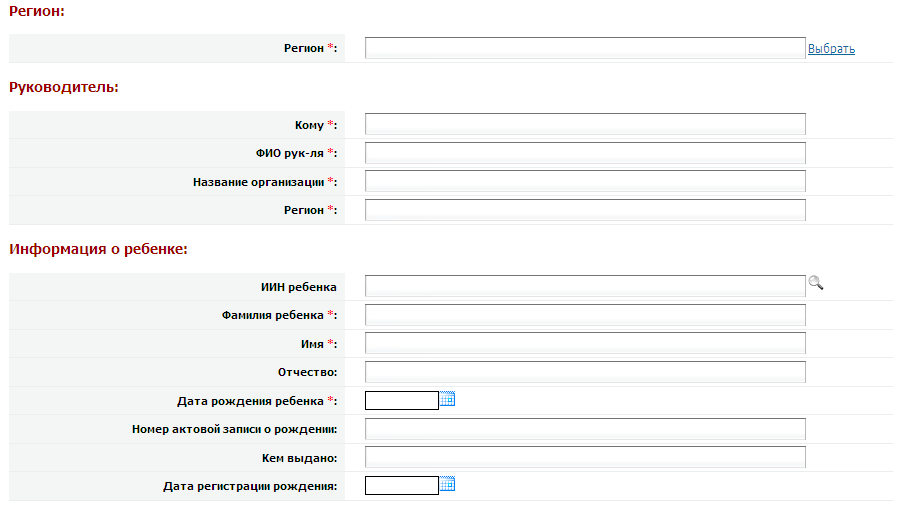 Регион:
Регион *: Выбрать
Руководитель:
Кому *:
ФИО рук-ля *:
Название организации *:
Регион *:
Информация о ребенке:
ИИН ребенка
Фамилия ребенка *:
Имя *:
Отчество:
Дата рождения ребенка *:
Номер актовой записи о рождении:
Кем выдано:
Дата регистрации рождения: